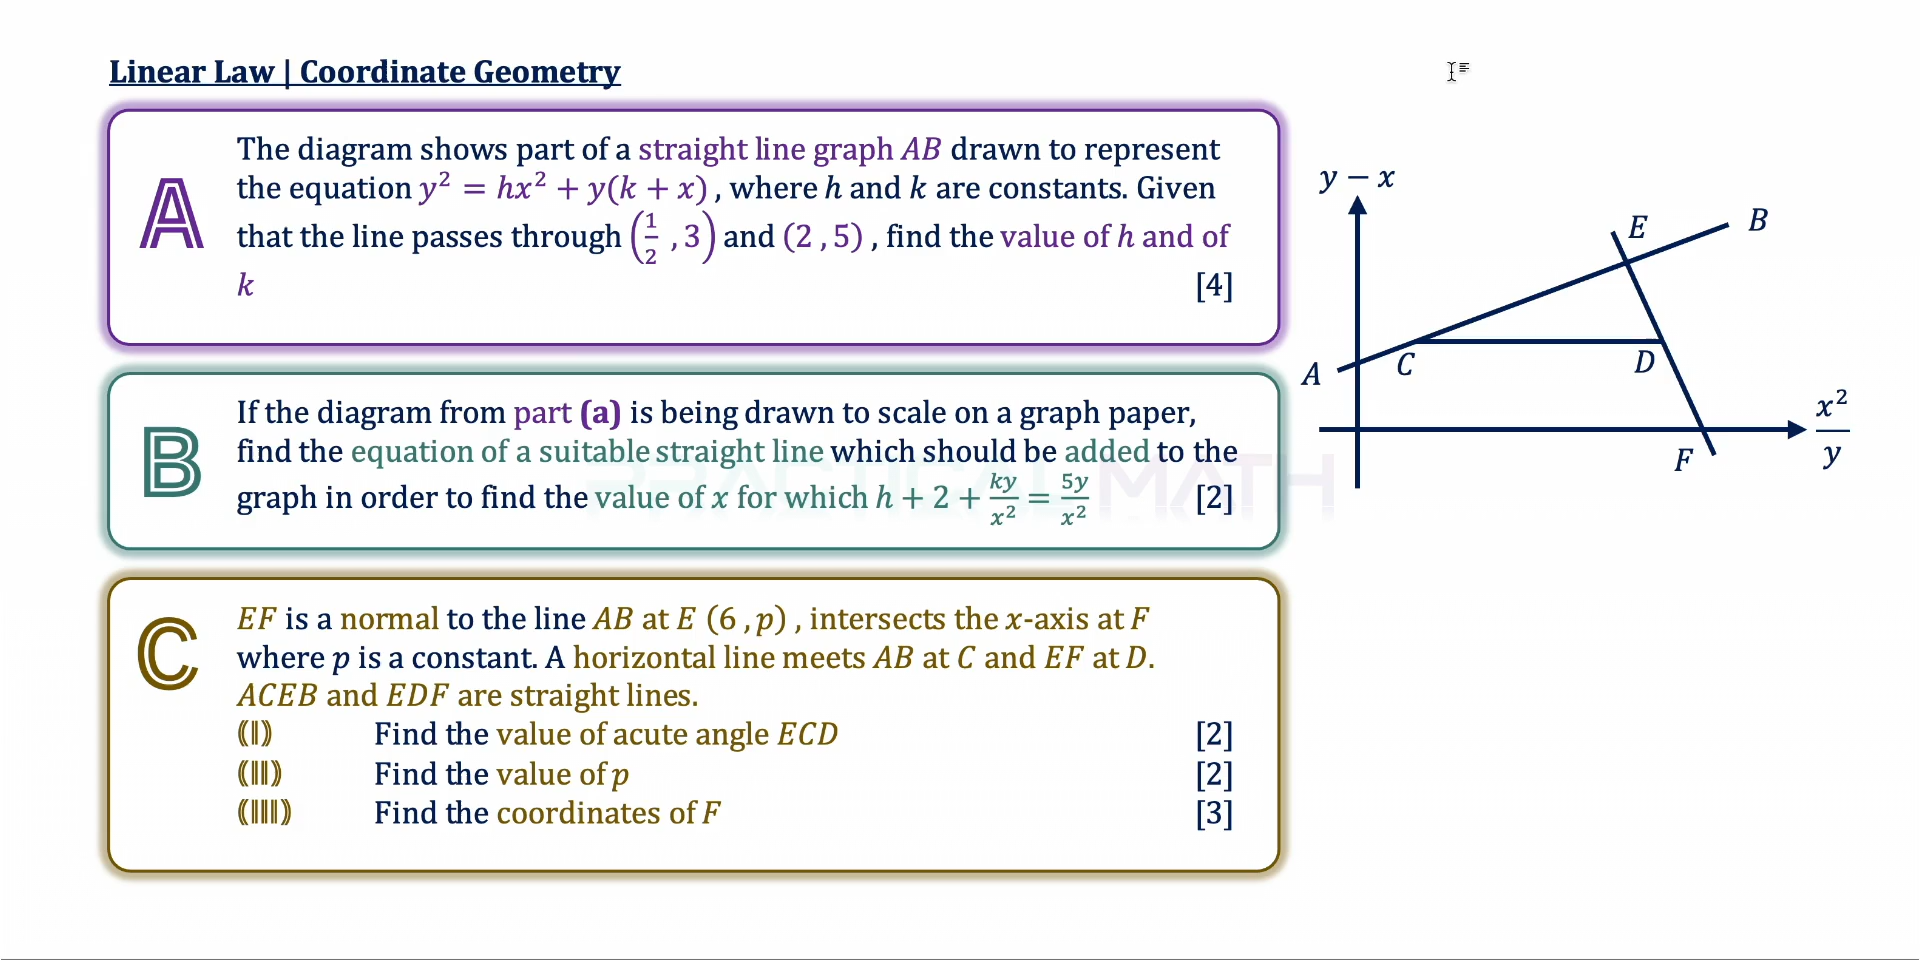 Linear Law | Coordinate Geometry
A
The diagram shows part of a straight line graph AB drawn to represent
the equation y² = hx² + y(k + x) , where h and k are constants. Given
that the line passes through (1/2 , 3) and (2 , 5) , find the value of h and of
k [4]
B
If the diagram from part (a) is being drawn to scale on a graph paper,
find the equation of a suitable straight line which should be added to the
graph in order to find the value of x for which h + 2 + ky/x² = 5y/x² [2]
PRACTICAL MATH
C
EF is a normal to the line AB at E (6 , p) , intersects the x-axis at F
where p is a constant. A horizontal line meets AB at C and EF at D.
ACEB and EDF are straight lines.
(I) Find the value of acute angle ECD [2]
(II) Find the value of p [2]
(III) Find the coordinates of F [3]
y − x
E
B
A
C
D
F
x²/y